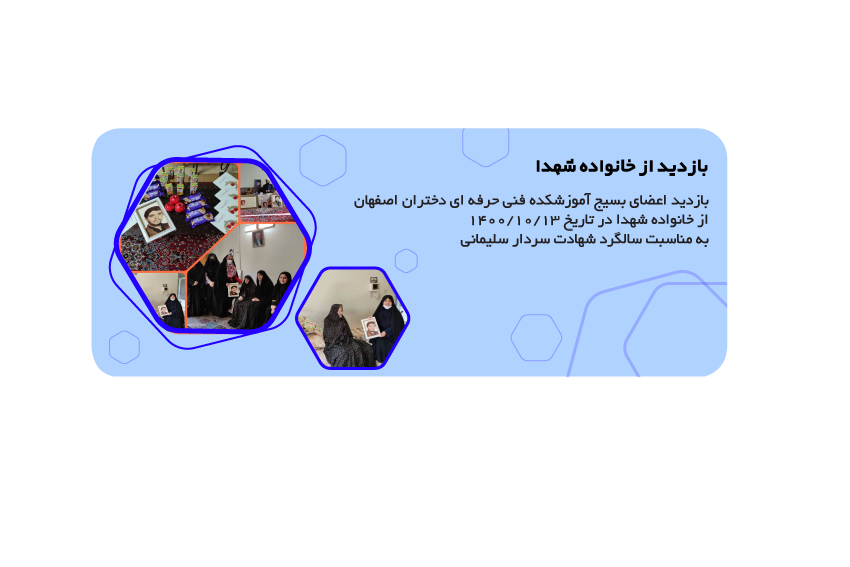 بازدید از خانواده شهدا
بازدید اعضای بسیج آموزشکده فنی حرفه ای دختران اصفهان
از خانواده شهدا در تاریخ ۱۴۰۰/۱۰/۱۳
به مناسبت سالگرد شهادت سردار سلیمانی